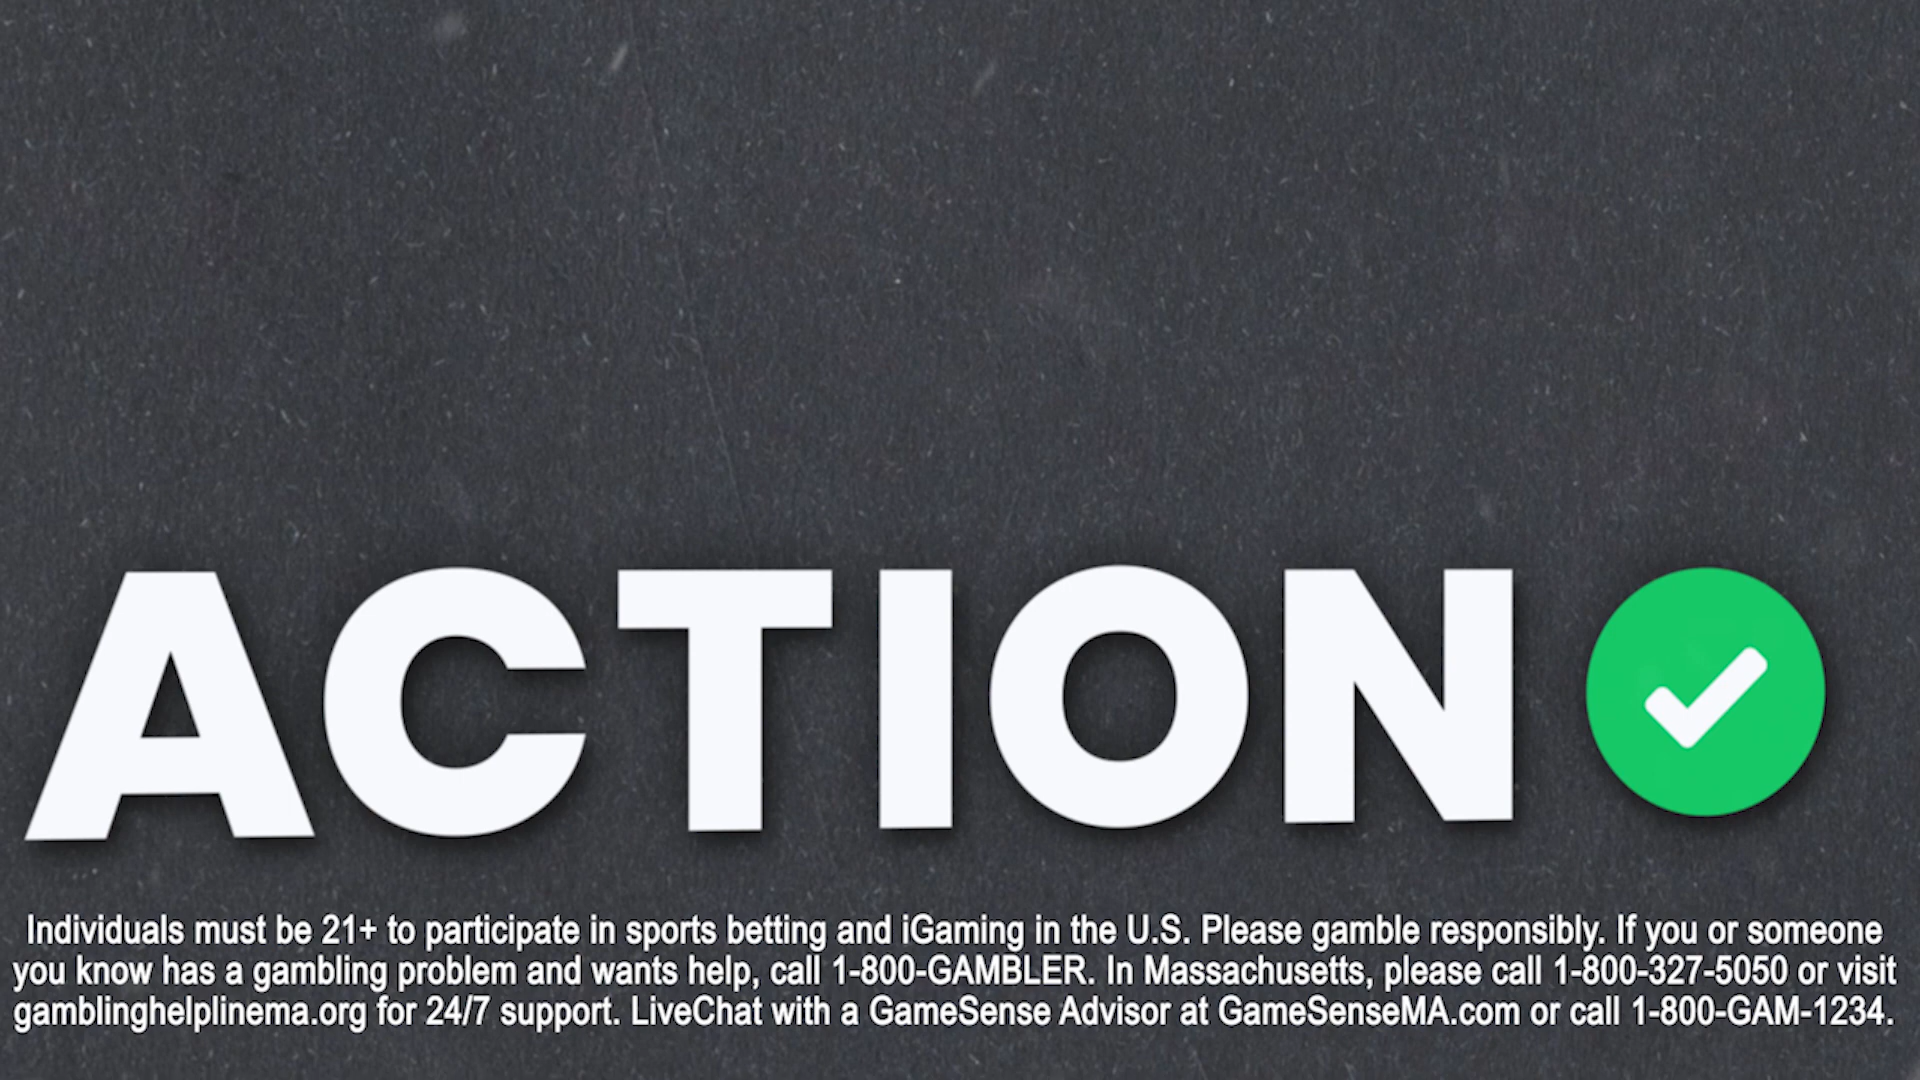 ACTION
Individuals must be 21+ to participate in sports betting and iGaming in the U.S. Please gamble responsibly. If you or someone
you know has a gambling problem and wants help, call 1-800-GAMBLER. In Massachusetts, please call 1-800-327-5050 or visit
gamblinghelplinema.org for 24/7 support. LiveChat with a GameSense Advisor at GameSenseMA.com or call 1-800-GAM-1234.